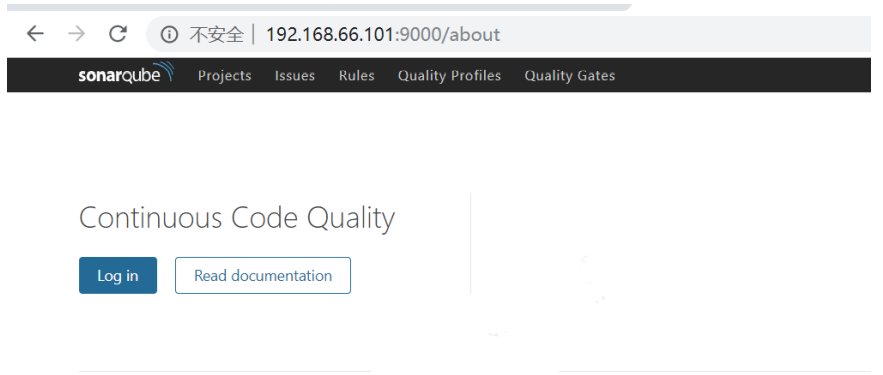 不安全 | 192.168.66.101:9000/about
sonarqube Projects Issues Rules Quality Profiles Quality Gates
Continuous Code Quality
Log in Read documentation